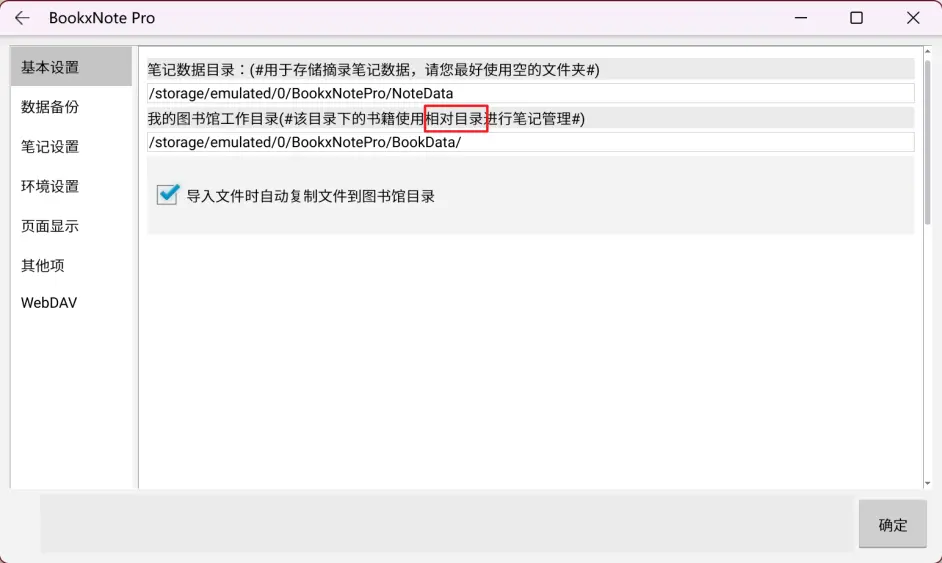 BookxNote Pro
基本设置
数据备份
笔记设置
环境设置
页面显示
其他项
WebDAV
笔记数据目录：(#用于存储摘录笔记数据，请您最好使用空的文件夹#)
/storage/emulated/0/BookxNotePro/NoteData
我的图书馆工作目录(#该目录下的书籍使用相对目录进行笔记管理#)
/storage/emulated/0/BookxNotePro/BookData/
导入文件时自动复制文件到图书馆目录
确定